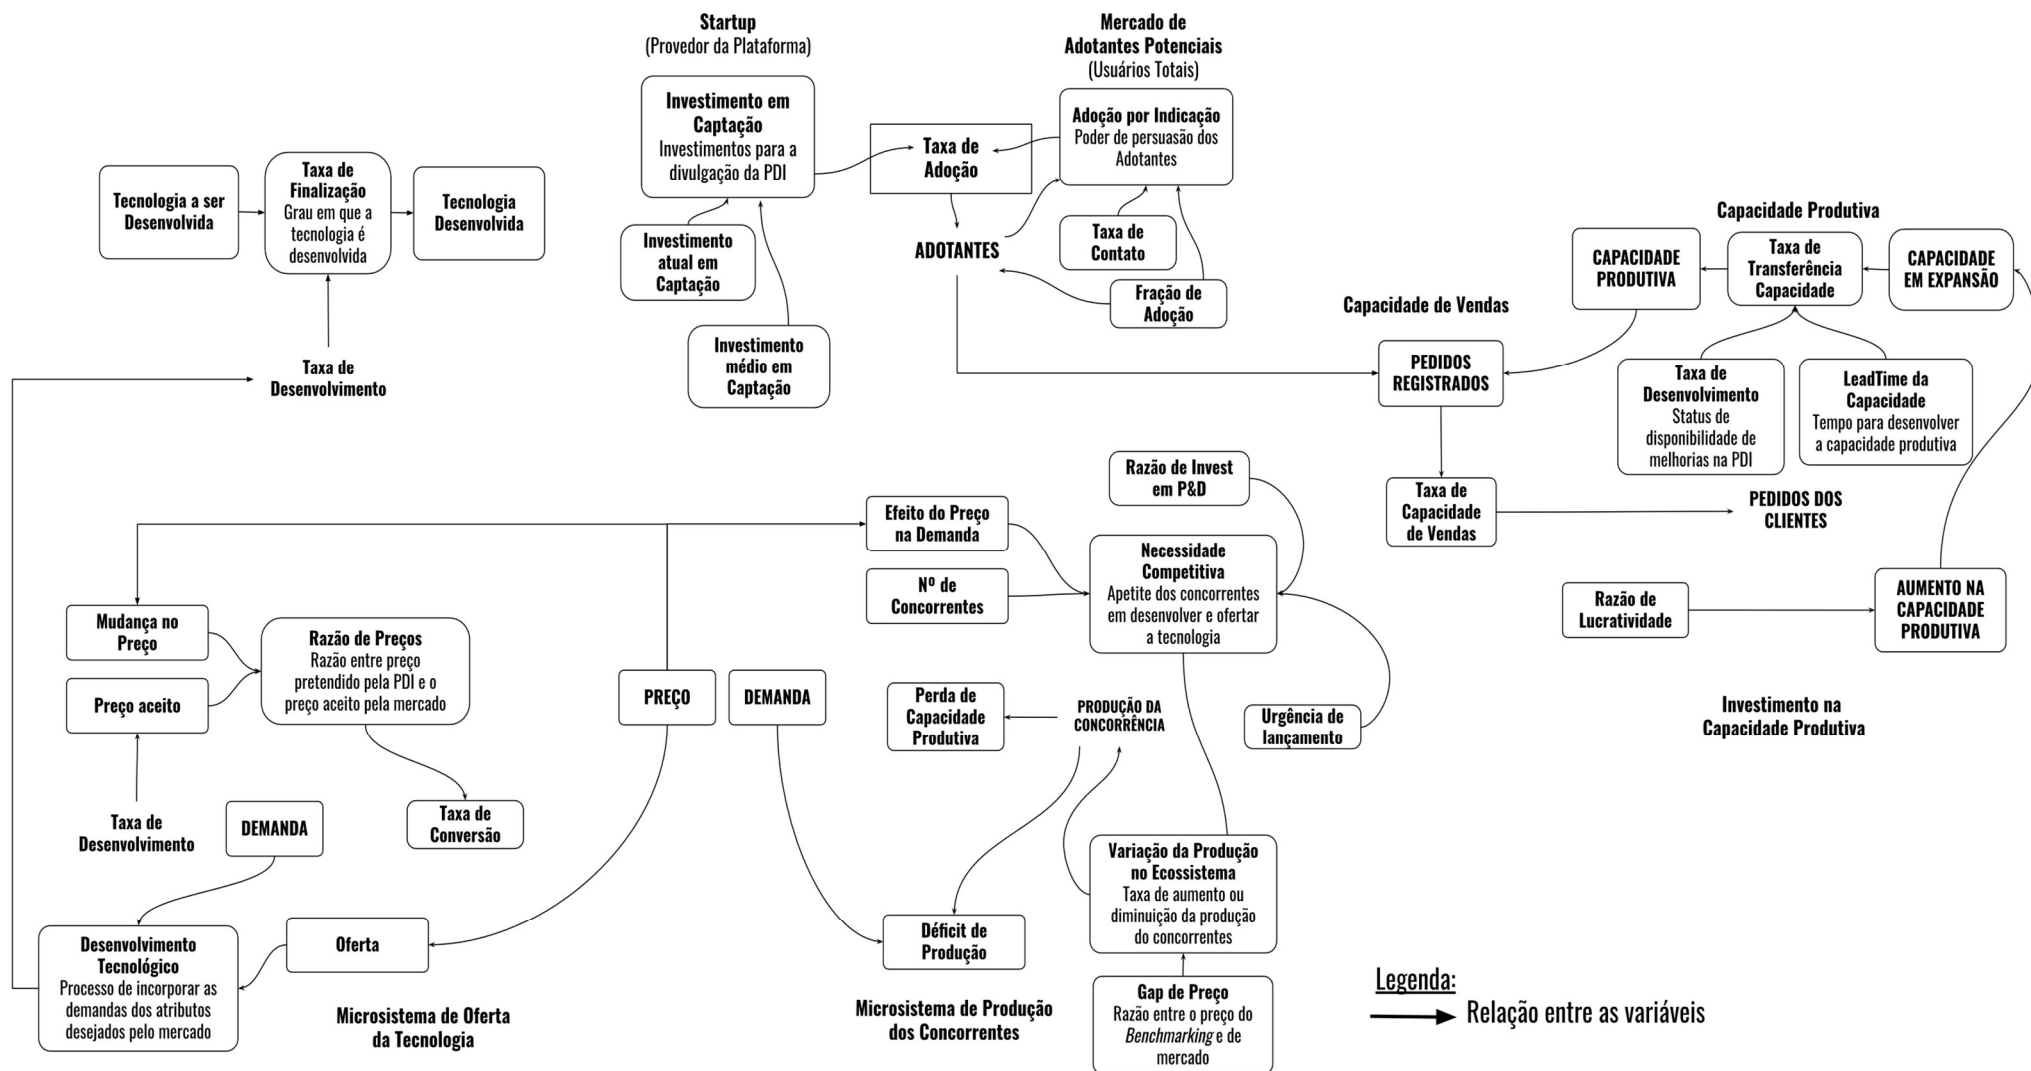 Startup
(Provedor da Plataforma)
Investimento em
Captação
Investimentos para a
divulgação da PDI
Investimento
atual em
Captação
Investimento
médio em
Captação
Taxa de
Adoção
ADOTANTES
Mercado de
Adotantes Potenciais
(Usuários Totais)
Adoção por Indicação
Poder de persuasão dos
Adotantes
Taxa de
Contato
Fração de
Adoção
Tecnologia a ser
Desenvolvida
Taxa de
Finalização
Grau em que a
tecnologia é
desenvolvida
Tecnologia
Desenvolvida
Taxa de
Desenvolvimento
Capacidade de Vendas
PEDIDOS
REGISTRADOS
Taxa de
Capacidade
de Vendas
PEDIDOS DOS
CLIENTES
Capacidade Produtiva
CAPACIDADE
PRODUTIVA
Taxa de
Transferência
Capacidade
CAPACIDADE
EM EXPANSÃO
Taxa de
Desenvolvimento
Status de
disponibilidade de
melhorias na PDI
LeadTime da
Capacidade
Tempo para desenvolver
a capacidade produtiva
Razão de
Lucratividade
AUMENTO NA
CAPACIDADE
PRODUTIVA
Investimento na
Capacidade Produtiva
Mudança no
Preço
Preço aceito
Razão de Preços
Razão entre preço
pretendido pela PDI e o
preço aceito pela mercado
Taxa de
Conversão
Taxa de
Desenvolvimento
DEMANDA
Desenvolvimento
Tecnológico
Processo de incorporar as
demandas dos atributos
desejados pelo mercado
Oferta
Microsistema de Oferta
da Tecnologia
PREÇO
DEMANDA
Efeito do Preço
na Demanda
Nº de
Concorrentes
Razão de Invest
em P&D
Necessidade
Competitiva
Apetite dos concorrentes
em desenvolver e ofertar
a tecnologia
Perda de
Capacidade
Produtiva
PRODUÇÃO DA
CONCORRÊNCIA
Urgência de
lançamento
Déficit de
Produção
Variação da Produção
no Ecossistema
Taxa de aumento ou
diminuição da produção
do concorrentes
Gap de Preço
Razão entre o preço do
Benchmarking e de
mercado
Microsistema de Produção
dos Concorrentes
Legenda:
Relação entre as variáveis